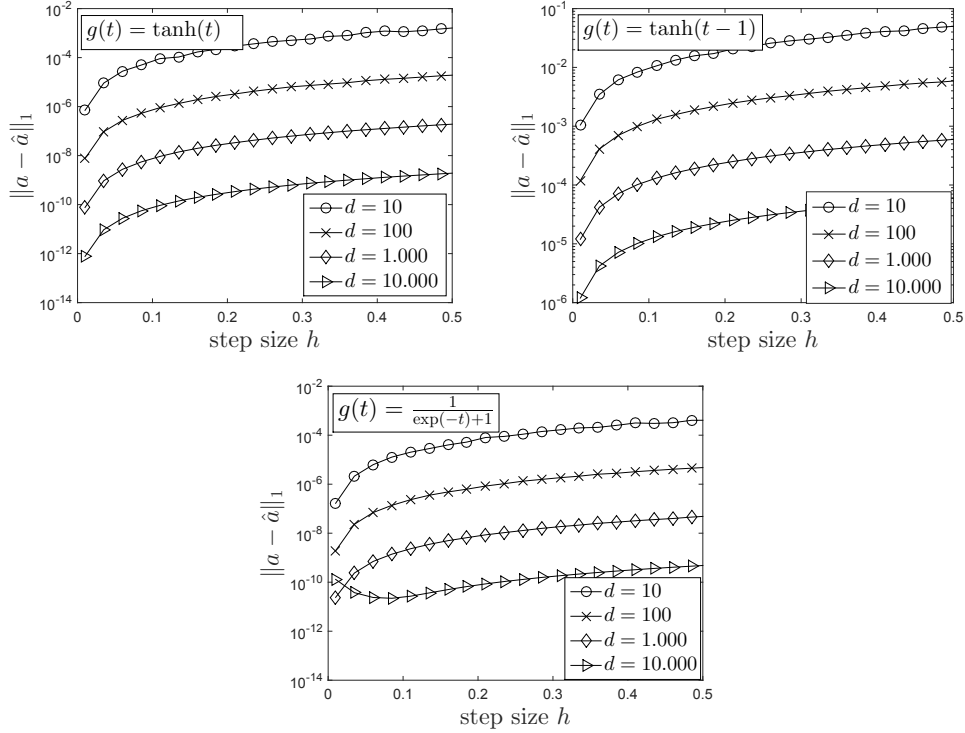 g(t) = tanh(t)
10^-2
10^-4
10^-6
10^-8
10^-10
10^-12
10^-14
‖a − â‖₁
0
0.1
0.2
0.3
0.4
0.5
step size h
d = 10
d = 100
d = 1.000
d = 10.000
g(t) = tanh(t − 1)
10^-1
10^-2
10^-3
10^-4
10^-5
10^-6
‖a − â‖₁
0
0.1
0.2
0.3
0.4
0.5
step size h
d = 10
d = 100
d = 1.000
d = 10.000
g(t) = 1/(exp(−t)+1)
10^-2
10^-4
10^-6
10^-8
10^-10
10^-12
10^-14
‖a − â‖₁
0
0.1
0.2
0.3
0.4
0.5
step size h
d = 10
d = 100
d = 1.000
d = 10.000